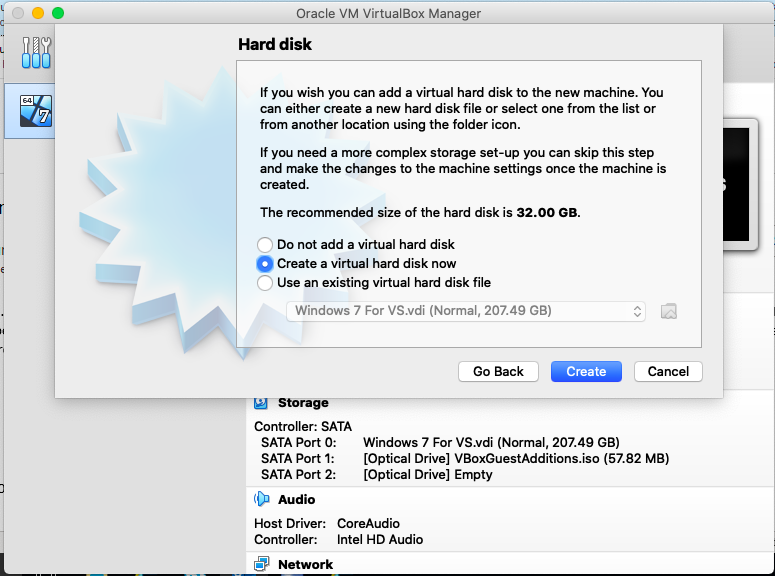 Oracle VM VirtualBox Manager
Hard disk
If you wish you can add a virtual hard disk to the new machine. You
can either create a new hard disk file or select one from the list or
from another location using the folder icon.
If you need a more complex storage set-up you can skip this step
and make the changes to the machine settings once the machine is
created.
The recommended size of the hard disk is 32.00 GB.
Do not add a virtual hard disk
Create a virtual hard disk now
Use an existing virtual hard disk file
Windows 7 For VS.vdi (Normal, 207.49 GB)
Go Back
Create
Cancel
64
7
S
Storage
Controller: SATA
SATA Port 0: Windows 7 For VS.vdi (Normal, 207.49 GB)
SATA Port 1: [Optical Drive] VBoxGuestAdditions.iso (57.82 MB)
SATA Port 2: [Optical Drive] Empty
Audio
Host Driver: CoreAudio
Controller: Intel HD Audio
Network